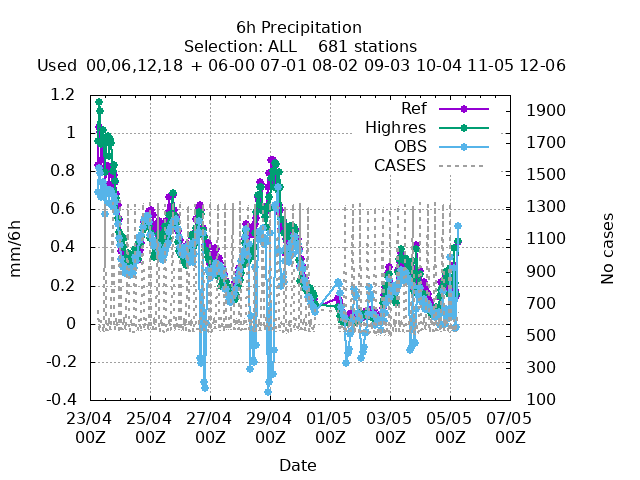 6h Precipitation
Selection: ALL 681 stations
Used 00,06,12,18 + 06-00 07-01 08-02 09-03 10-04 11-05 12-06
Ref
Highres
OBS
CASES
1.2
1
0.8
0.6
0.4
0.2
0
-0.2
-0.4
mm/6h
1900
1700
1500
1300
1100
900
700
500
300
100
No cases
23/04 25/04 27/04 29/04 01/05 03/05 05/05 07/05
00Z 00Z 00Z 00Z 00Z 00Z 00Z 00Z
Date